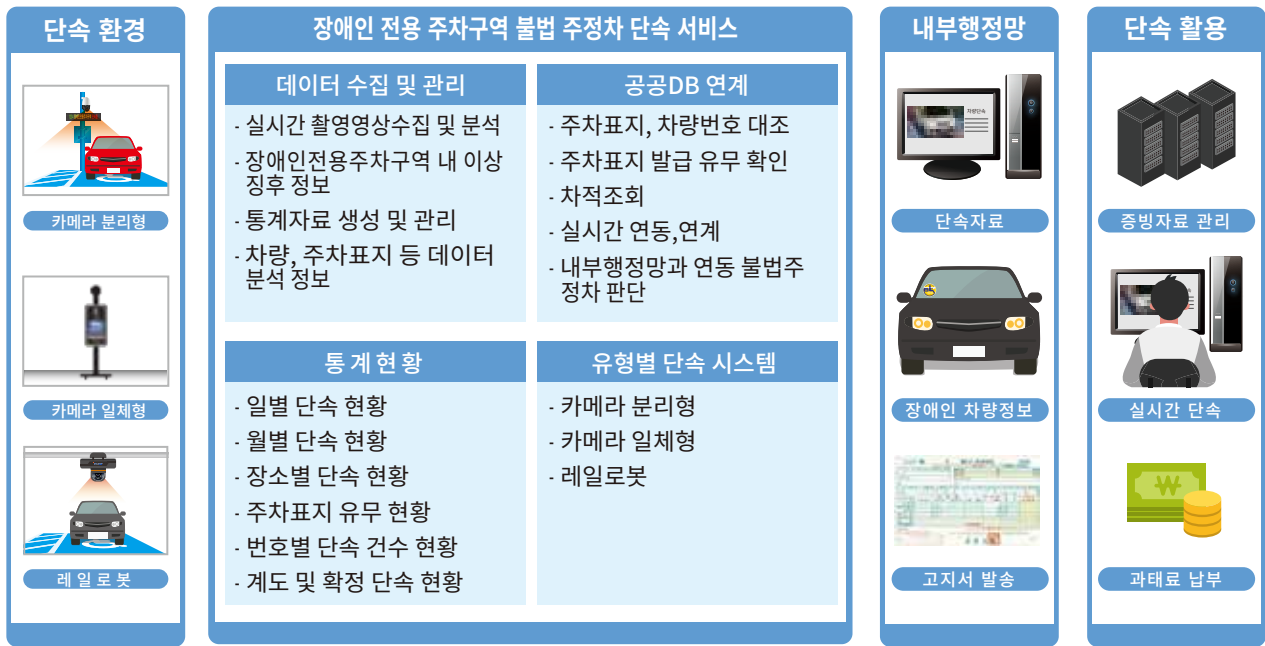 단속 환경
카메라 분리형
카메라 일체형
레일로봇
장애인 전용 주차구역 불법 주정차 단속 서비스
데이터 수집 및 관리
· 실시간 촬영영상수집 및 분석
· 장애인전용주차구역 내 이상
징후 정보
· 통계자료 생성 및 관리
· 차량, 주차표지 등 데이터
분석 정보
공공DB 연계
· 주차표지, 차량번호 대조
· 주차표지 발급 유무 확인
· 차적조회
· 실시간 연동,연계
· 내부행정망과 연동 불법주
정차 판단
통계현황
· 일별 단속 현황
· 월별 단속 현황
· 장소별 단속 현황
· 주차표지 유무 현황
· 번호별 단속 건수 현황
· 계도 및 확정 단속 현황
유형별 단속 시스템
· 카메라 분리형
· 카메라 일체형
· 레일로봇
내부행정망
차량단속
단속자료
장애인 차량정보
고지서 발송
단속 활용
증빙자료 관리
실시간 단속
₩
과태료 납부